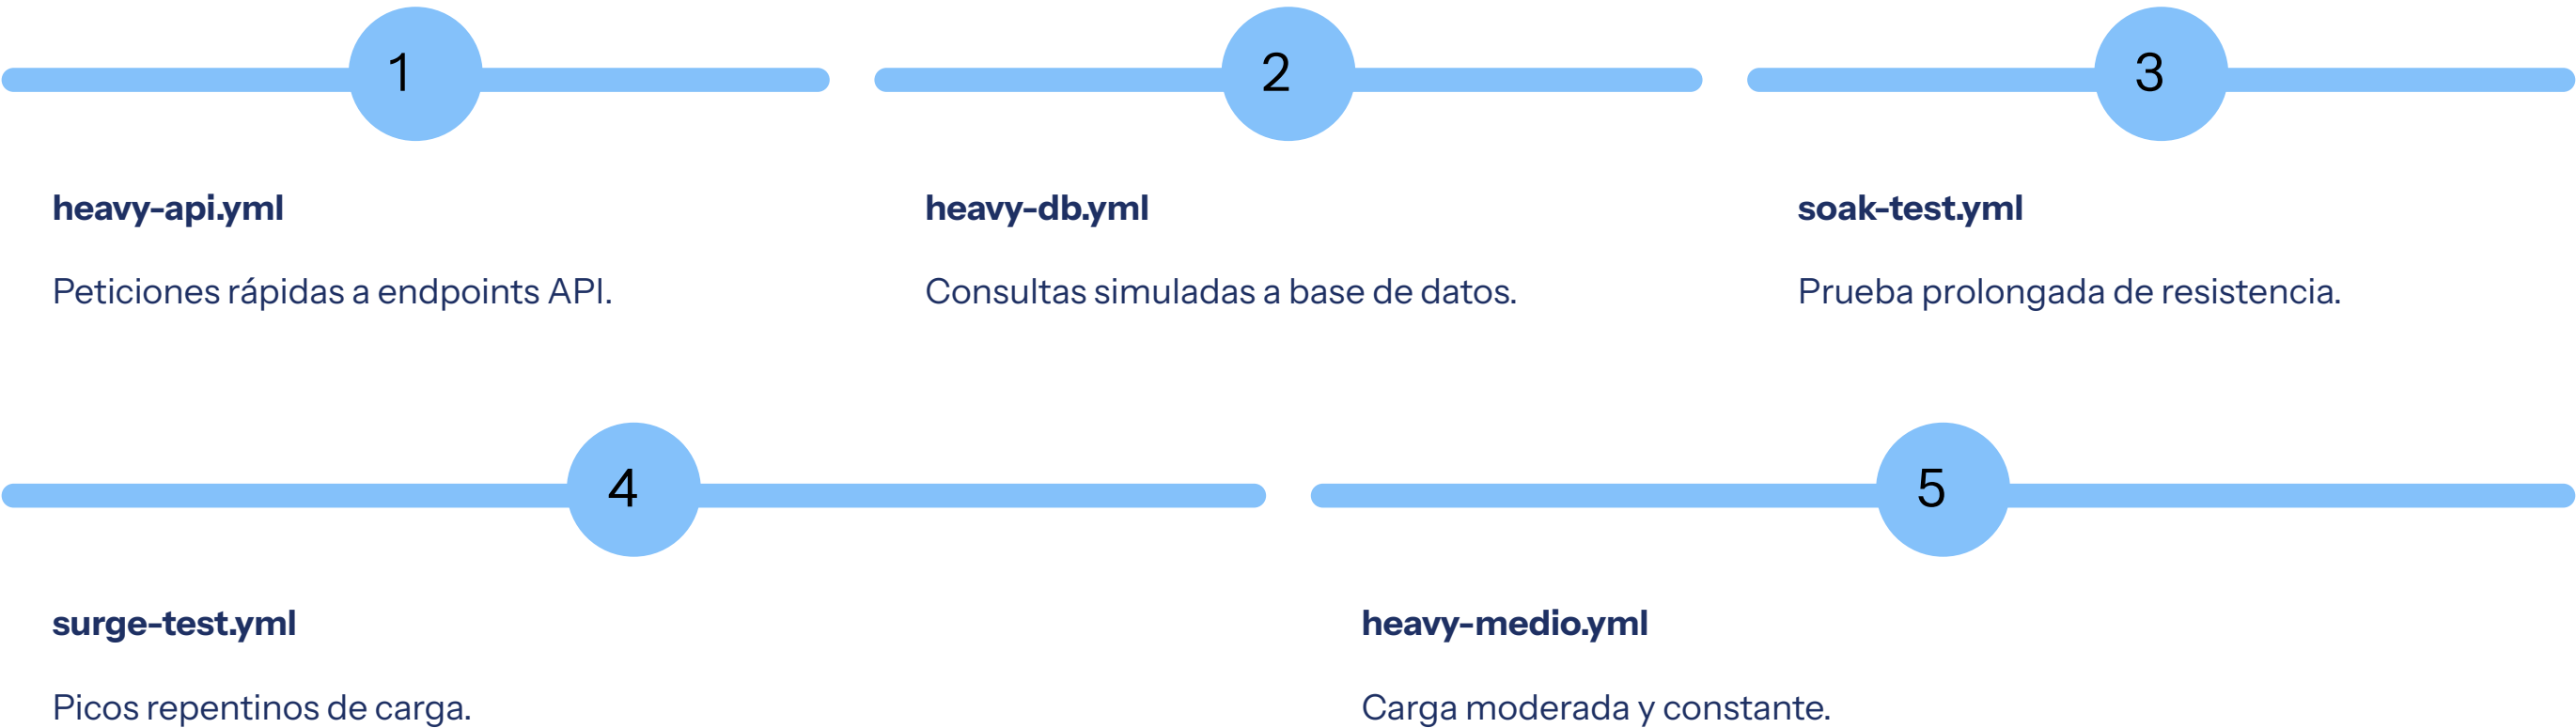 1
heavy-api.yml
Peticiones rápidas a endpoints API.
2
heavy-db.yml
Consultas simuladas a base de datos.
3
soak-test.yml
Prueba prolongada de resistencia.
4
surge-test.yml
Picos repentinos de carga.
5
heavy-medio.yml
Carga moderada y constante.